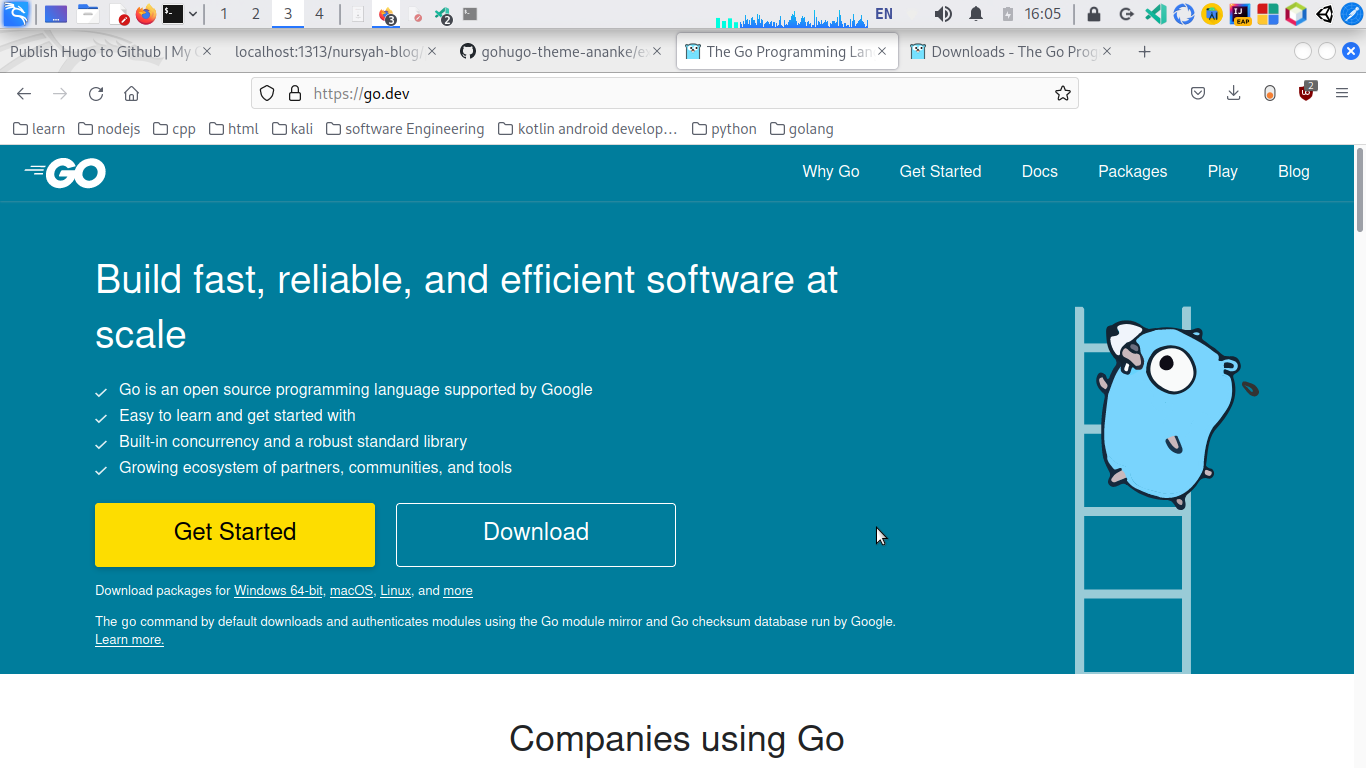 1 2 3 4 3 2 EN 16:05
Publish Hugo to Github | My
localhost:1313/nursyah-blog/
gohugo-theme-ananke/e
The Go Programming Lan
Downloads - The Go Prog
https://go.dev
2
learn nodejs cpp html kali software Engineering kotlin android develop… python golang
GO
Why Go Get Started Docs Packages Play Blog
Build fast, reliable, and efficient software at
scale
Go is an open source programming language supported by Google
Easy to learn and get started with
Built-in concurrency and a robust standard library
Growing ecosystem of partners, communities, and tools
Get Started Download
Download packages for Windows 64-bit, macOS, Linux, and more
The go command by default downloads and authenticates modules using the Go module mirror and Go checksum database run by Google.
Learn more.
Companies using Go